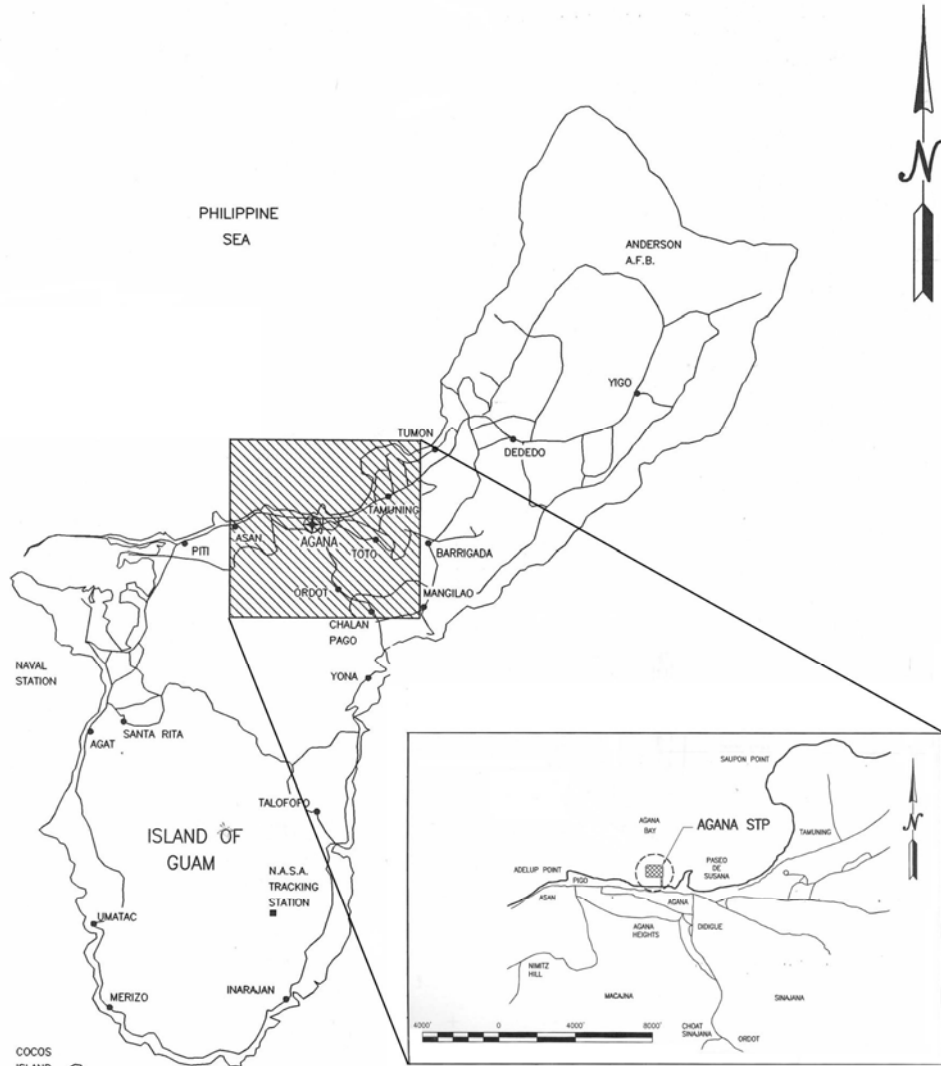 N
PHILIPPINE
SEA
ANDERSON
A.F.B.
YIGO
TUMON
DEDEDO
TAMUNING
ASAN
AGANA
PITI
TOTO
BARRIGADA
ORDOT
MANGILAO
CHALAN
PAGO
NAVAL
STATION
YONA
SANTA RITA
AGAT
TALOFOFO
ISLAND OF
GUAM
N.A.S.A.
TRACKING
STATION
UMATAC
MERIZO
INARAJAN
COCOS
ISLAND
SAUPON POINT
N
AGANA
BAY
AGANA STP
TAMUNING
ADELUP POINT
PASEO
DE
SUSANA
PIGO
ASAN
AGANA
AGANA
HEIGHTS
DIDIGUE
NIMITZ
HILL
MACAJNA
SINAJANA
4000' 0 4000' 8000'
CHOAT
SINAJANA
ORDOT